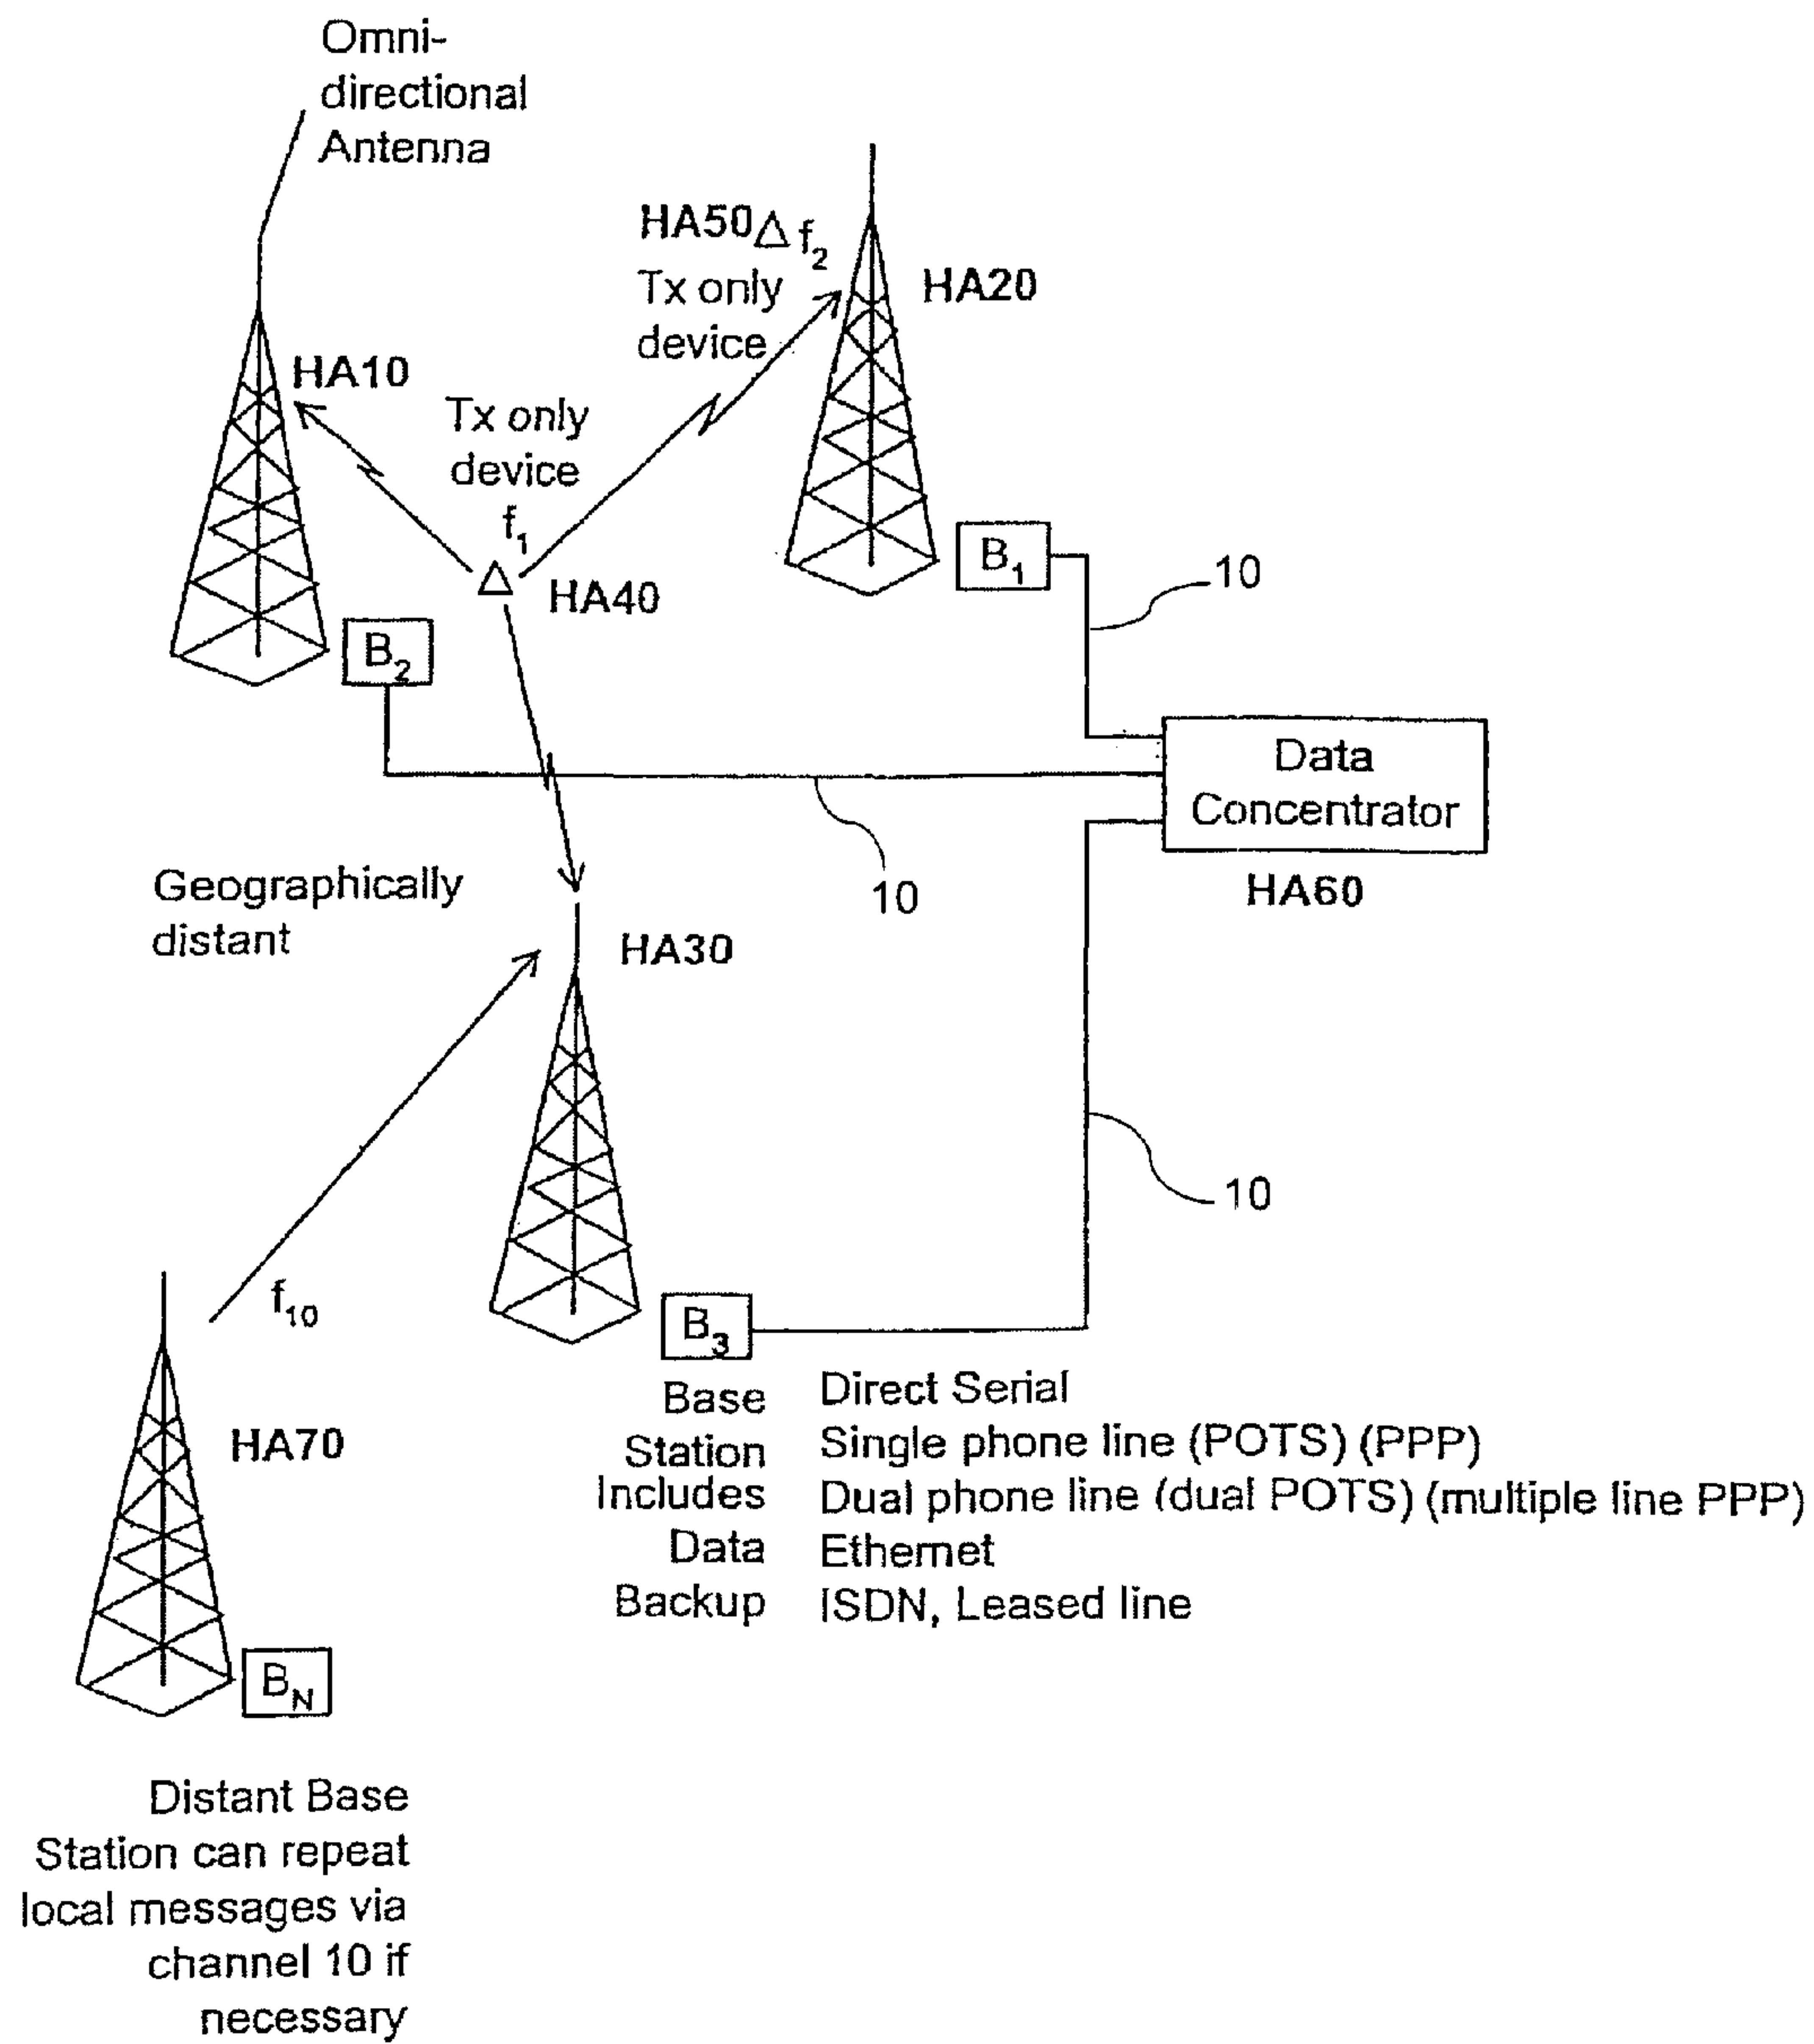 Omni-
directional
Antenna
HA50
f2
Tx only
device
HA20
HA10
Tx only
device
f1
HA40
B1
10
B2
Data
Concentrator
HA60
10
Geographically
distant
HA30
10
f10
HA70
B3
Base
Station
Includes
Data
Backup
Direct Serial
Single phone line (POTS) (PPP)
Dual phone line (dual POTS) (multiple line PPP)
Ethernet
ISDN, Leased line
BN
Distant Base
Station can repeat
local messages via
channel 10 if
necessary